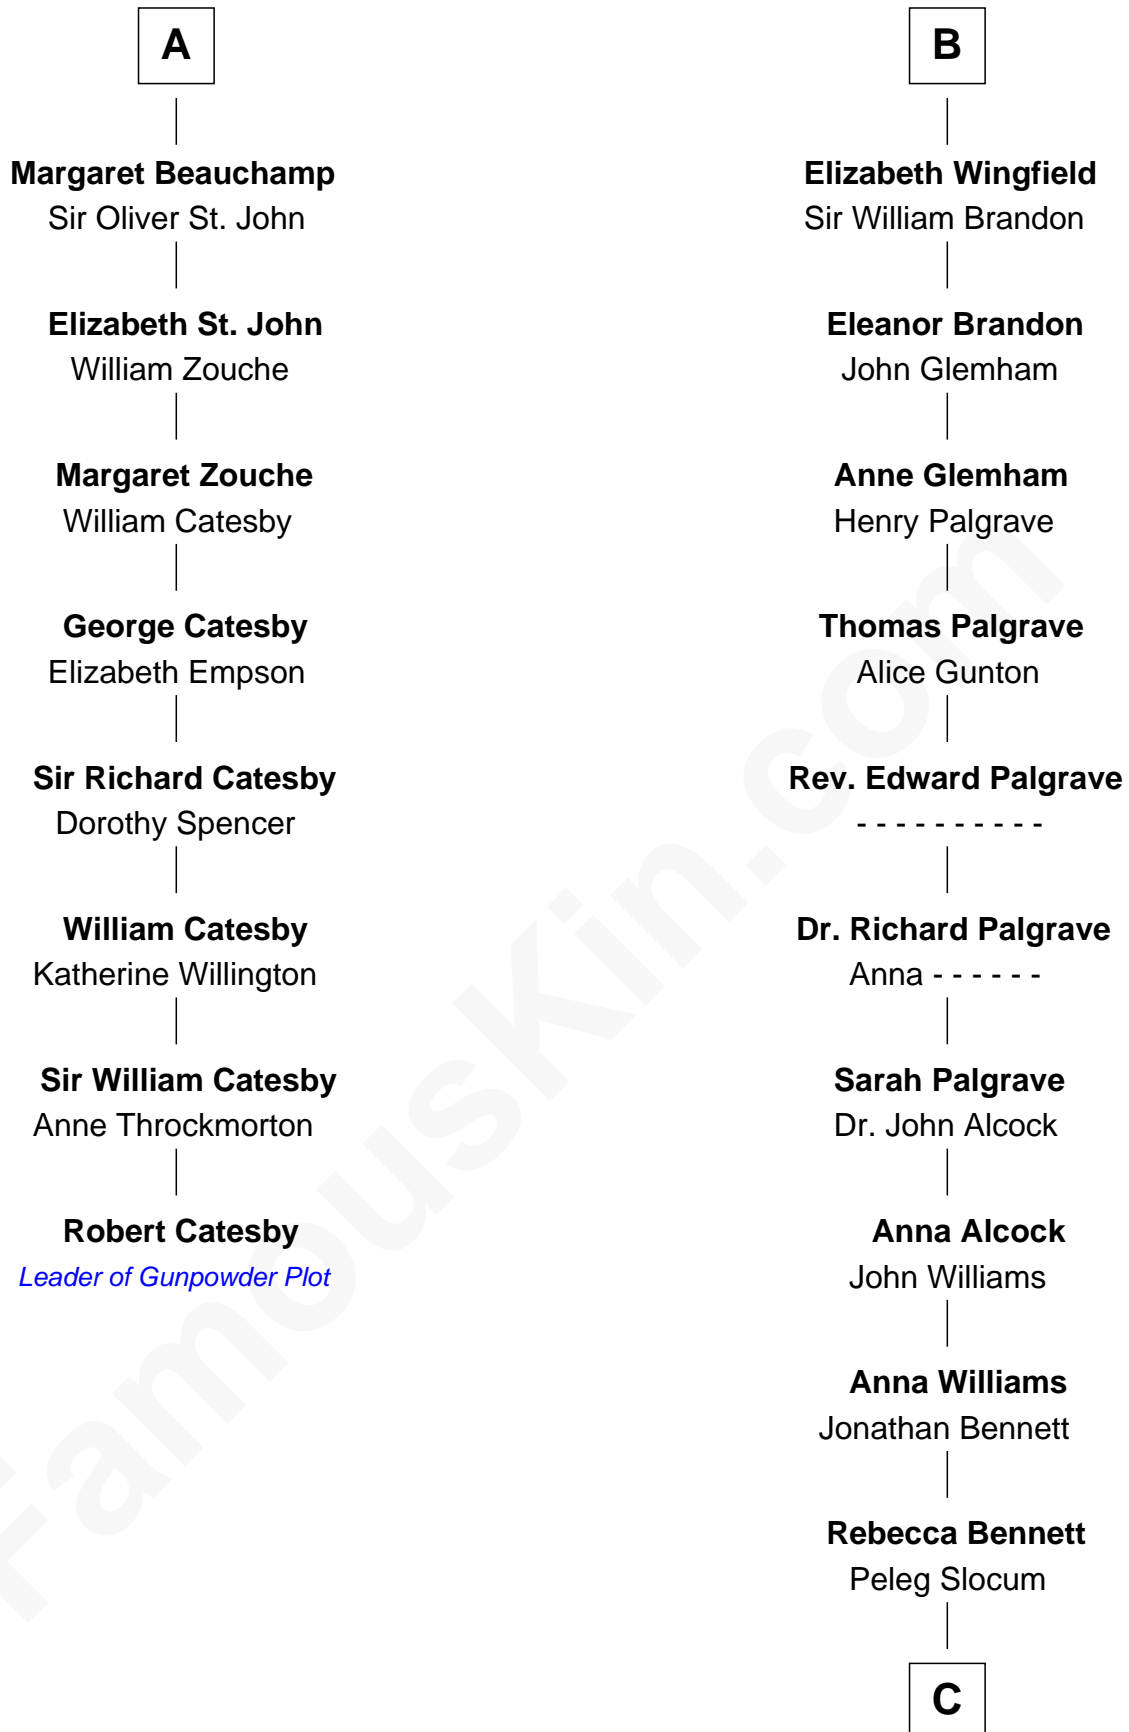 A
Margaret Beauchamp
Sir Oliver St. John
Elizabeth St. John
William Zouche
Margaret Zouche
William Catesby
George Catesby
Elizabeth Empson
Sir Richard Catesby
Dorothy Spencer
William Catesby
Katherine Willington
Sir William Catesby
Anne Throckmorton
Robert Catesby
Leader of Gunpowder Plot
B
Elizabeth Wingfield
Sir William Brandon
Eleanor Brandon
John Glemham
Anne Glemham
Henry Palgrave
Thomas Palgrave
Alice Gunton
Rev. Edward Palgrave
- - - - - - - - - -
Dr. Richard Palgrave
Anna - - - - - -
Sarah Palgrave
Dr. John Alcock
Anna Alcock
John Williams
Anna Williams
Jonathan Bennett
Rebecca Bennett
Peleg Slocum
C
FamousKin.com